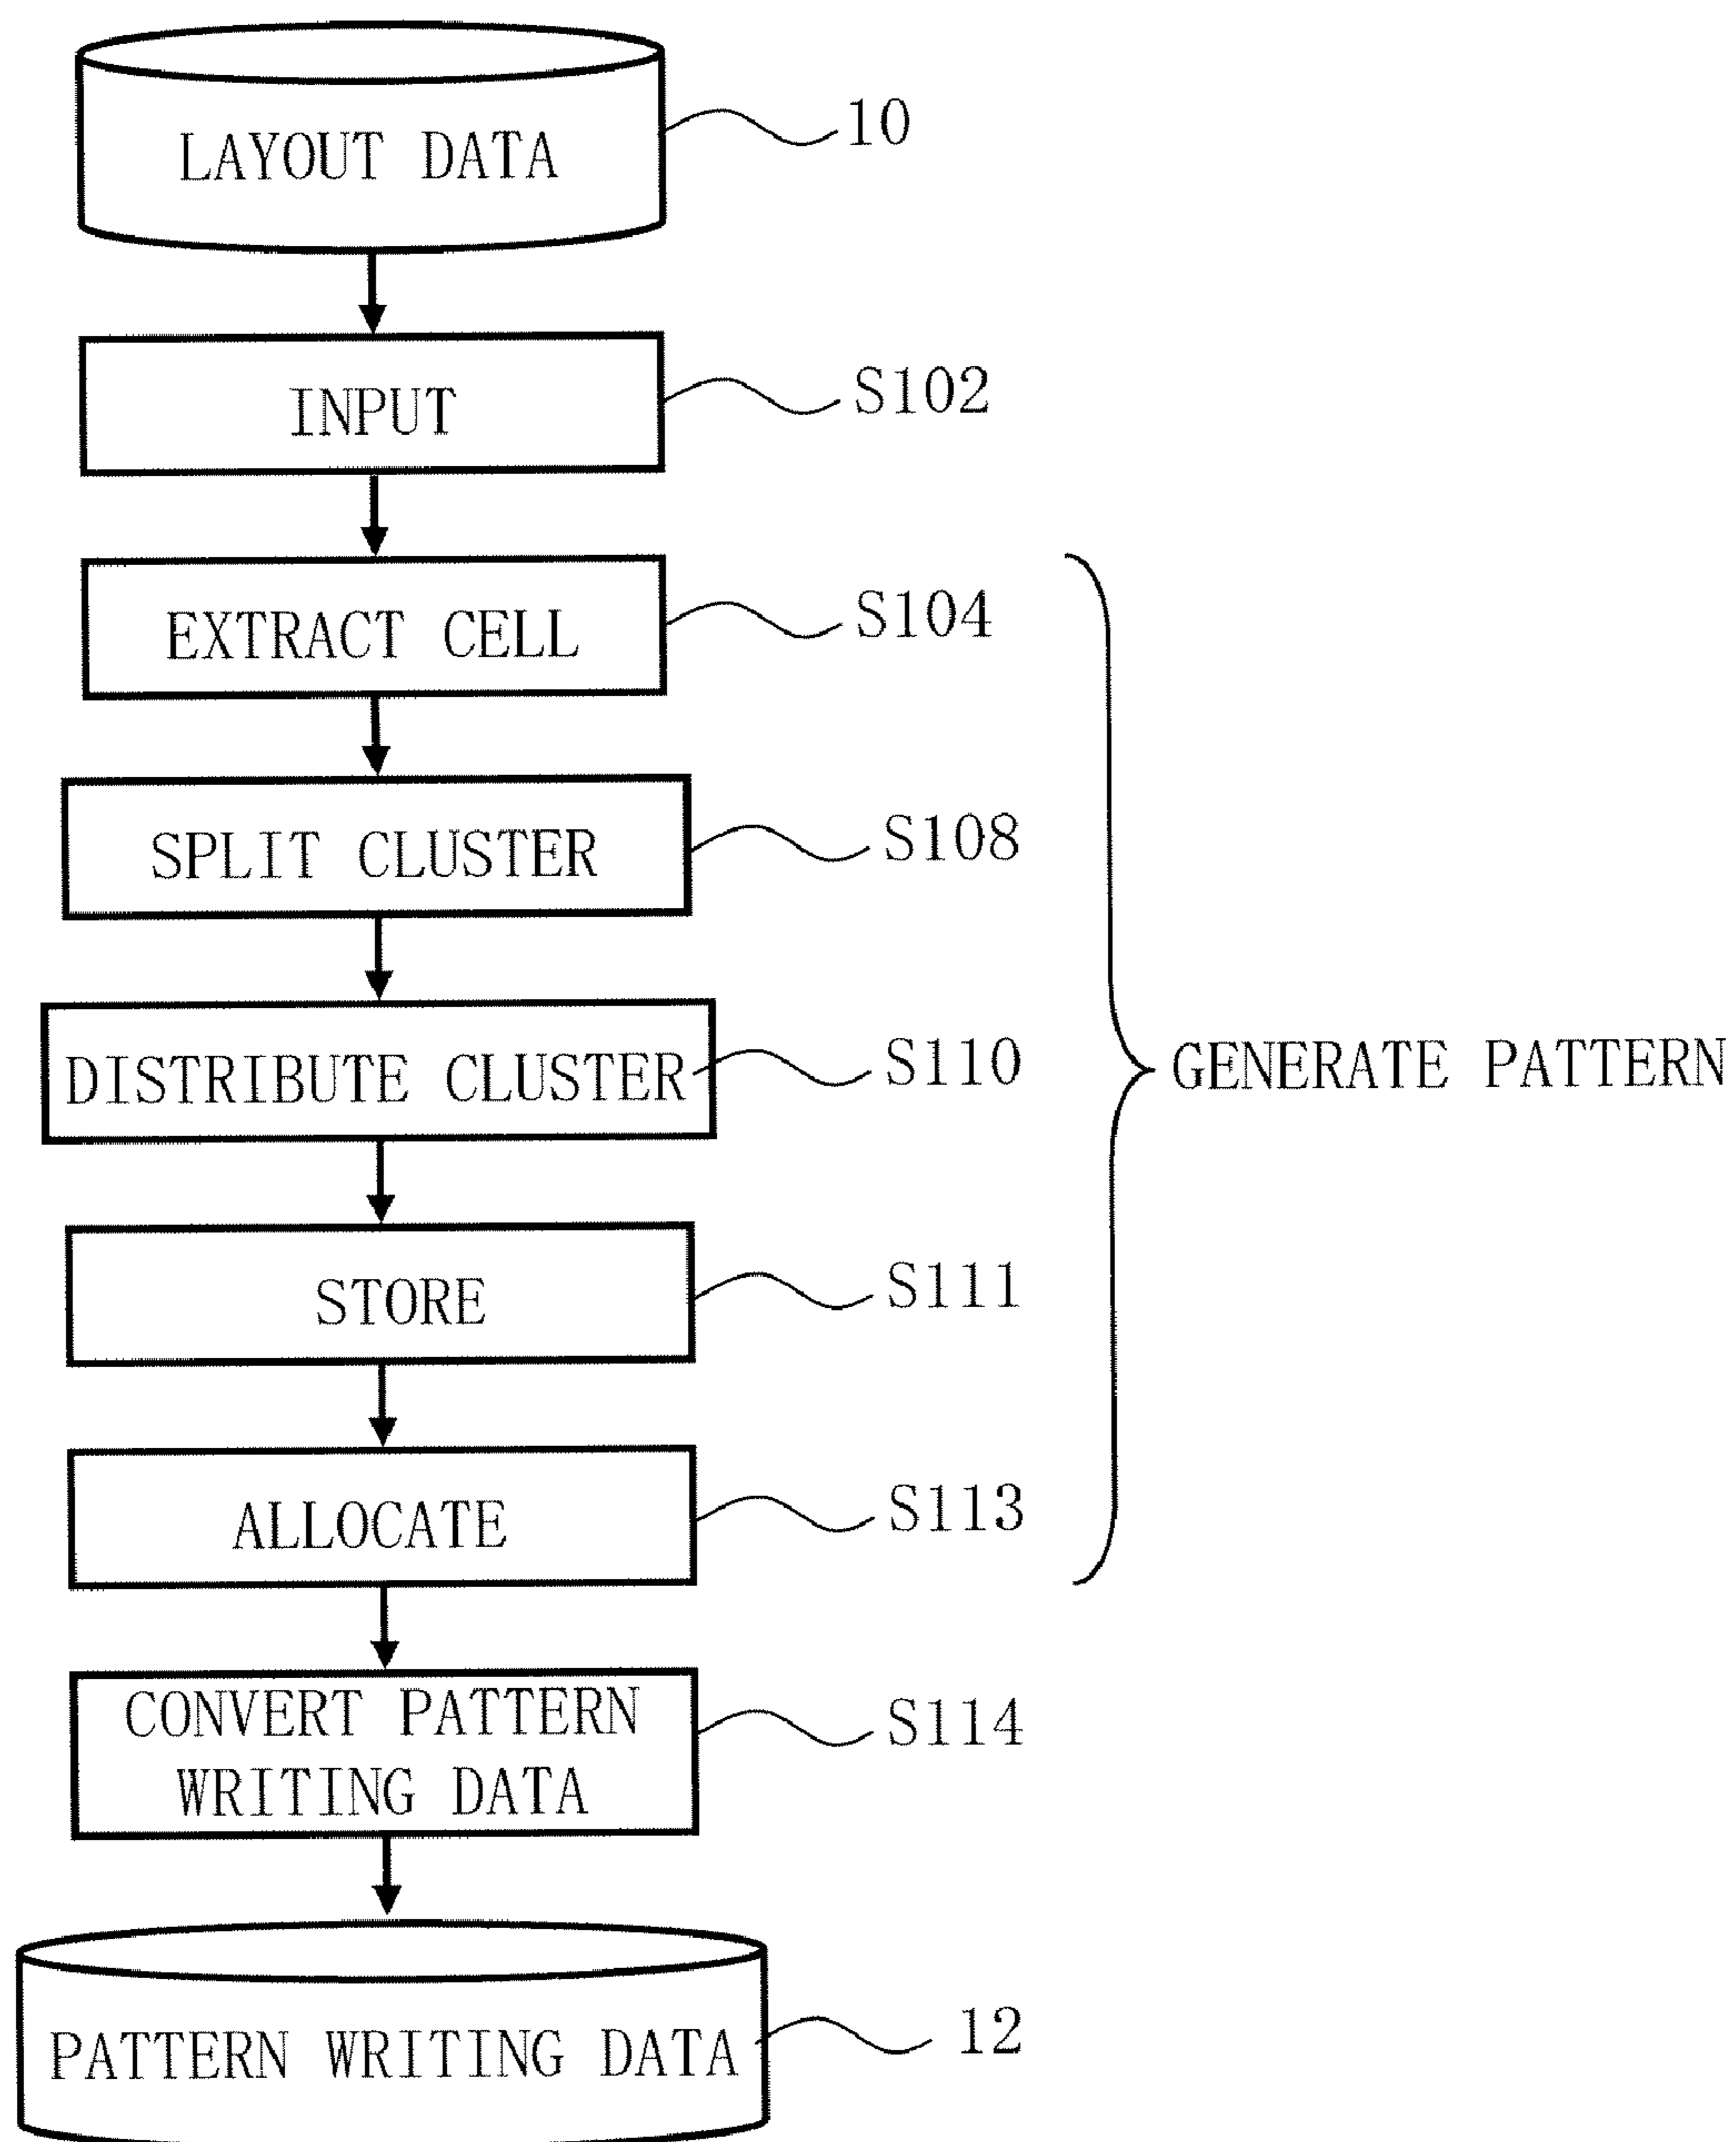 LAYOUT DATA
10
INPUT
S102
EXTRACT CELL
S104
SPLIT CLUSTER
S108
DISTRIBUTE CLUSTER
S110
GENERATE PATTERN
STORE
S111
ALLOCATE
S113
CONVERT PATTERN
WRITING DATA
S114
PATTERN WRITING DATA
12